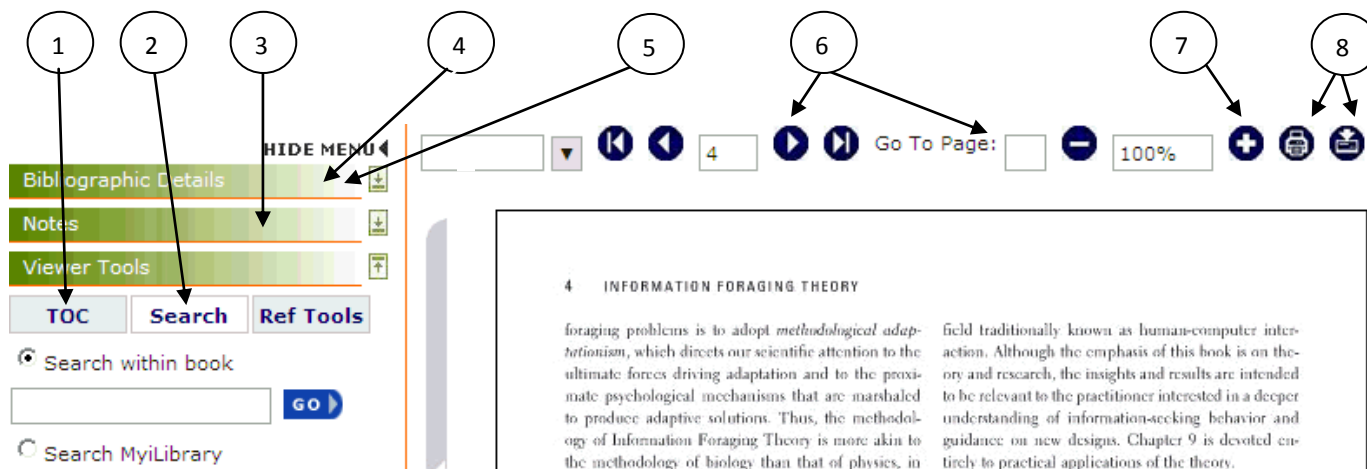 1 2 3 4 5 6 7 8
HIDE MENU
4 Go To Page: 100%
Bibliographic Details
Notes
Viewer Tools
TOC Search Ref Tools
Search within book
GO
Search MyiLibrary
4 INFORMATION FORAGING THEORY
foraging problems is to adopt methodological adap-
tationism, which directs our scientific attention to the
ultimate forces driving adaptation and to the proxi-
mate psychological mechanisms that are marshaled
to produce adaptive solutions. Thus, the methodol-
ogy of Information Foraging Theory is more akin to
the methodology of biology than that of physics, in
field traditionally known as human-computer inter-
action. Although the emphasis of this book is on the-
ory and research, the insights and results are intended
to be relevant to the practitioner interested in a deeper
understanding of information-seeking behavior and
guidance on new designs. Chapter 9 is devoted en-
tirely to practical applications of the theory.